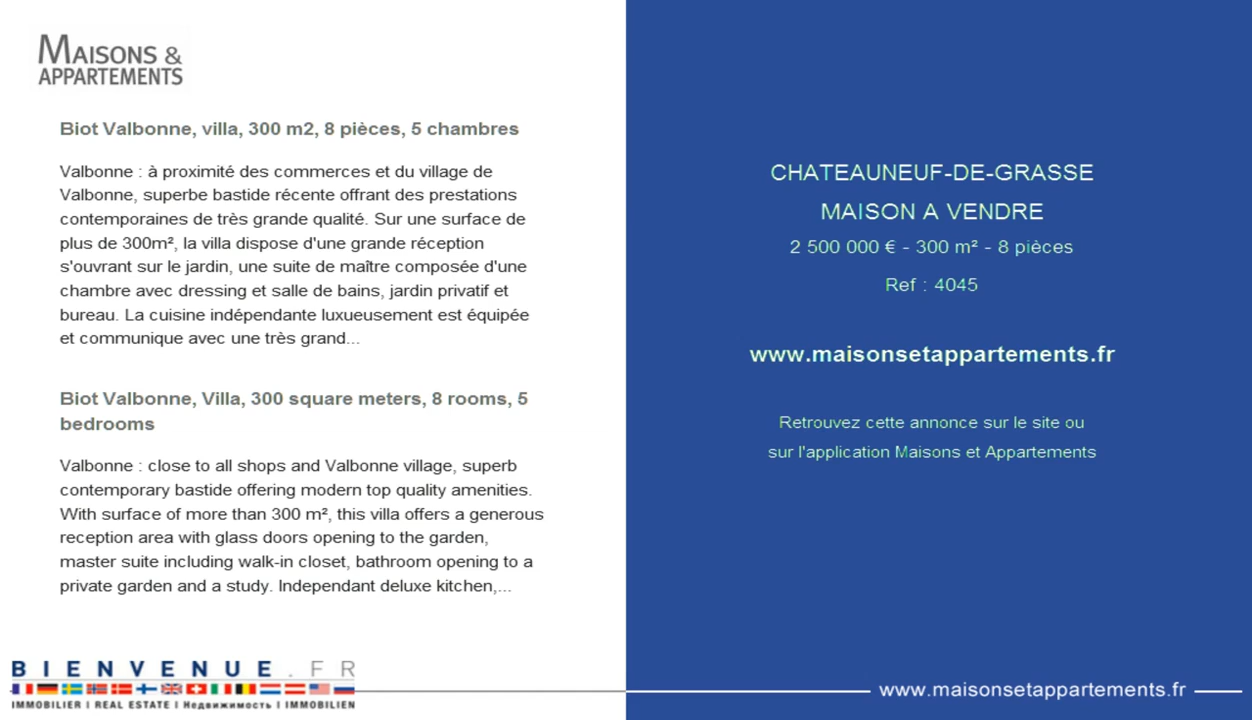 MAISONS &
APPARTEMENTS
Biot Valbonne, villa, 300 m2, 8 pièces, 5 chambres
Valbonne : à proximité des commerces et du village de
Valbonne, superbe bastide récente offrant des prestations
contemporaines de très grande qualité. Sur une surface de
plus de 300m², la villa dispose d'une grande réception
s'ouvrant sur le jardin, une suite de maître composée d'une
chambre avec dressing et salle de bains, jardin privatif et
bureau. La cuisine indépendante luxueusement est équipée
et communique avec une très grand...
Biot Valbonne, Villa, 300 square meters, 8 rooms, 5
bedrooms
Valbonne : close to all shops and Valbonne village, superb
contemporary bastide offering modern top quality amenities.
With surface of more than 300 m², this villa offers a generous
reception area with glass doors opening to the garden,
master suite including walk-in closet, bathroom opening to a
private garden and a study. Independant deluxe kitchen,...
BIENVENUE.FR
IMMOBILIER I REAL ESTATE I Недвижимость I IMMOBILIEN
CHATEAUNEUF-DE-GRASSE
MAISON A VENDRE
2 500 000 € - 300 m² - 8 pièces
Ref : 4045
www.maisonsetappartements.fr
Retrouvez cette annonce sur le site ou
sur l'application Maisons et Appartements
www.maisonsetappartements.fr